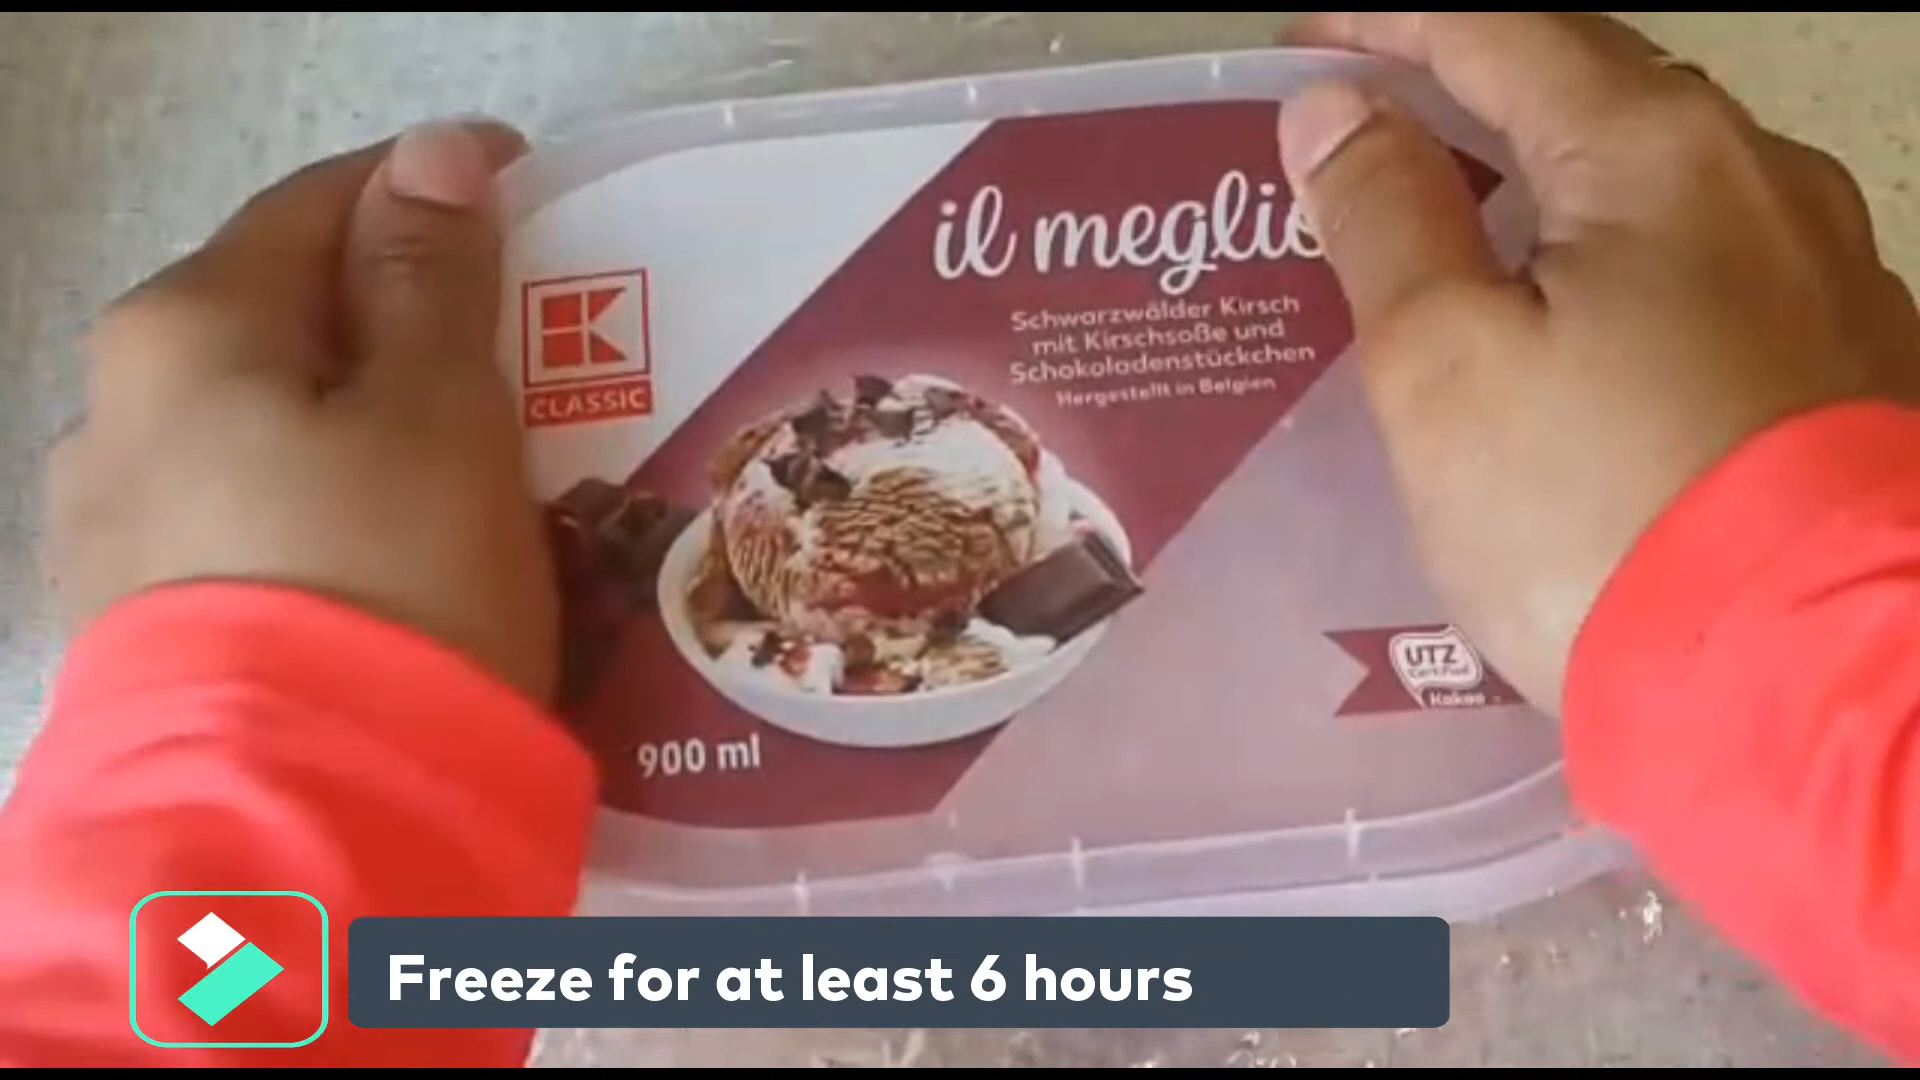 il meglio
Schwarzwälder Kirsch
mit Kirschsoße und
Schokoladenstückchen
Hergestellt in Belgien
K
CLASSIC
UTZ
Certified
Kakao
900 ml
Freeze for at least 6 hours